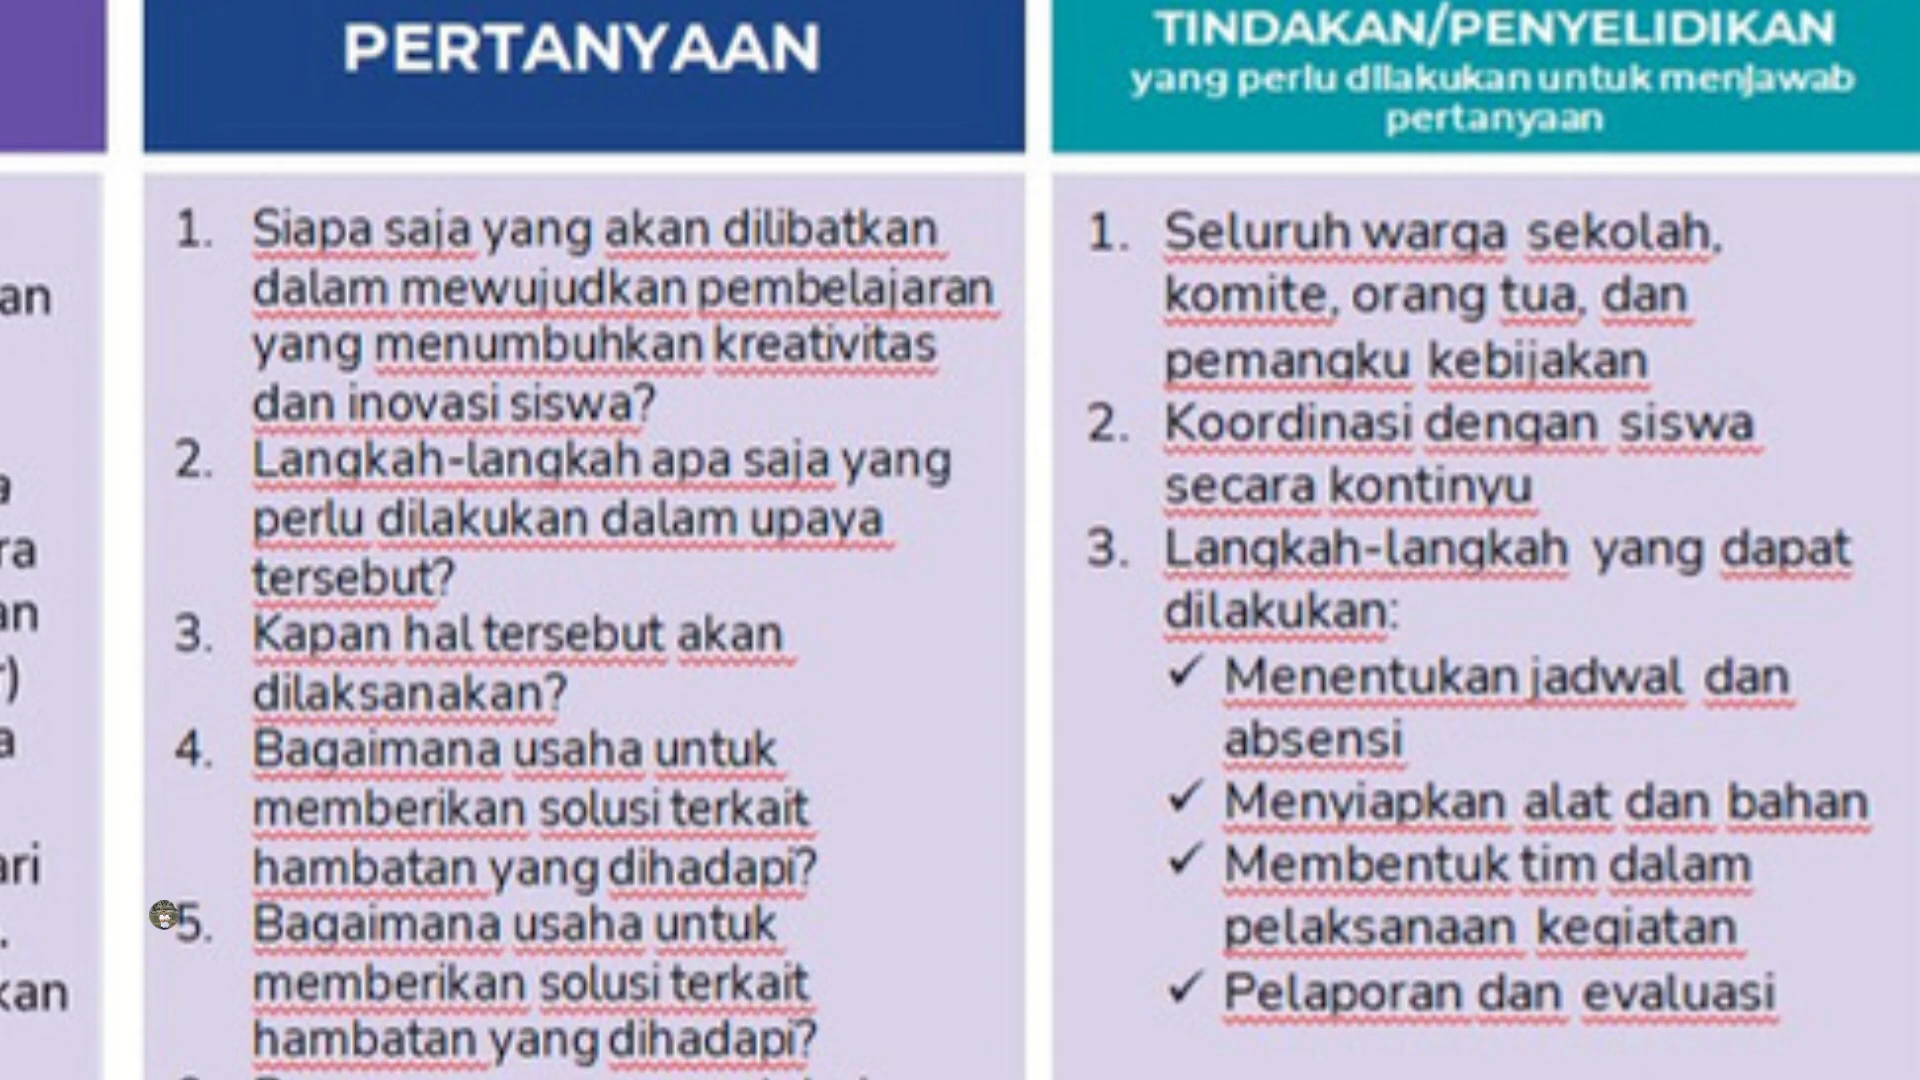 PERTANYAAN
1. Siapa saja yang akan dilibatkan
dalam mewujudkan pembelajaran
yang menumbuhkan kreativitas
dan inovasi siswa?
2. Langkah-langkah apa saja yang
perlu dilakukan dalam upaya
tersebut?
3. Kapan hal tersebut akan
dilaksanakan?
4. Bagaimana usaha untuk
memberikan solusi terkait
hambatan yang dihadapi?
5. Bagaimana usaha untuk
memberikan solusi terkait
hambatan yang dihadapi?
TINDAKAN/PENYELIDIKAN
yang perlu dilakukan untuk menjawab
pertanyaan
1. Seluruh warga sekolah,
komite, orang tua, dan
pemangku kebijakan
2. Koordinasi dengan siswa
secara kontinyu
3. Langkah-langkah yang dapat
dilakukan:
✓ Menentukan jadwal dan
absensi
✓ Menyiapkan alat dan bahan
✓ Membentuk tim dalam
pelaksanaan kegiatan
✓ Pelaporan dan evaluasi